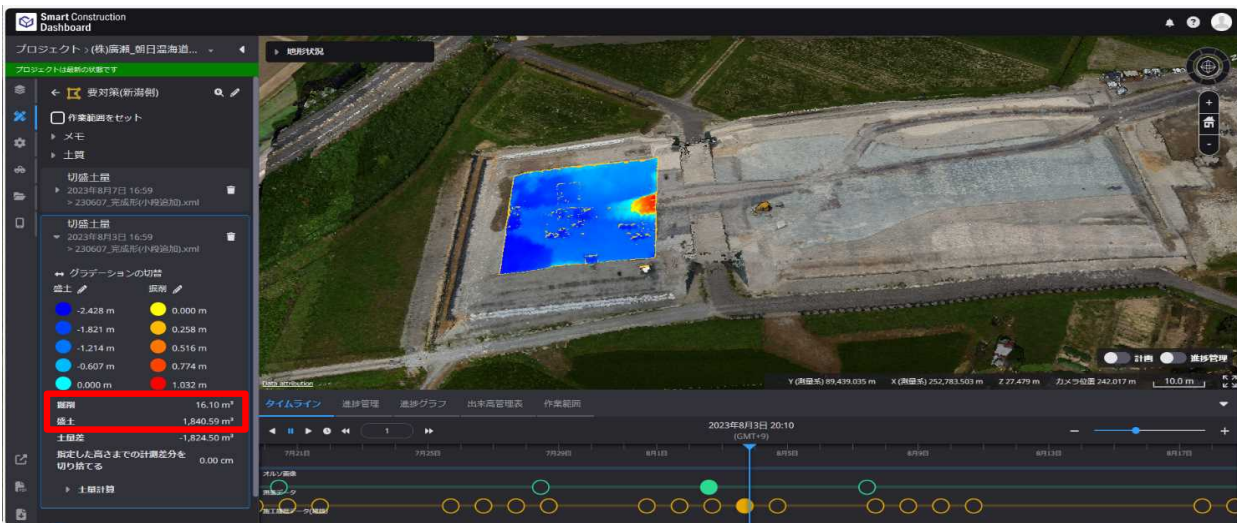 Smart Construction
Dashboard
プロジェクト > (株)廣瀬_朝日温海道...
プロジェクトは最新の状態です
要対策(新潟側)
作業範囲をセット
メモ
土質
切盛土量
2023年8月7日 16:59
> 230607_完成形(小段追加).xml
切盛土量
2023年8月3日 16:59
> 230607_完成形(小段追加).xml
グラデーションの切替
盛土 掘削
-2.428 m 0.000 m
-1.821 m 0.258 m
-1.214 m 0.516 m
-0.607 m 0.774 m
0.000 m 1.032 m
掘削 16.10 m³
盛土 1,840.59 m³
土量差 -1,824.50 m³
指定した高さまでの計測差分を
切り捨てる 0.00 cm
土量計算
地形状況
計画 進捗管理
Data attribution
Y (測量系) 89,439.035 m X (測量系) 252,783.503 m Z 27.479 m カメラ位置 242.017 m 10.0 m
タイムライン 進捗管理 進捗グラフ 出来高管理表 作業範囲
1
2023年8月3日 20:10
(GMT+9)
7月21日 7月25日 7月29日 8月1日 8月5日 8月9日 8月13日 8月17日
オルソ画像